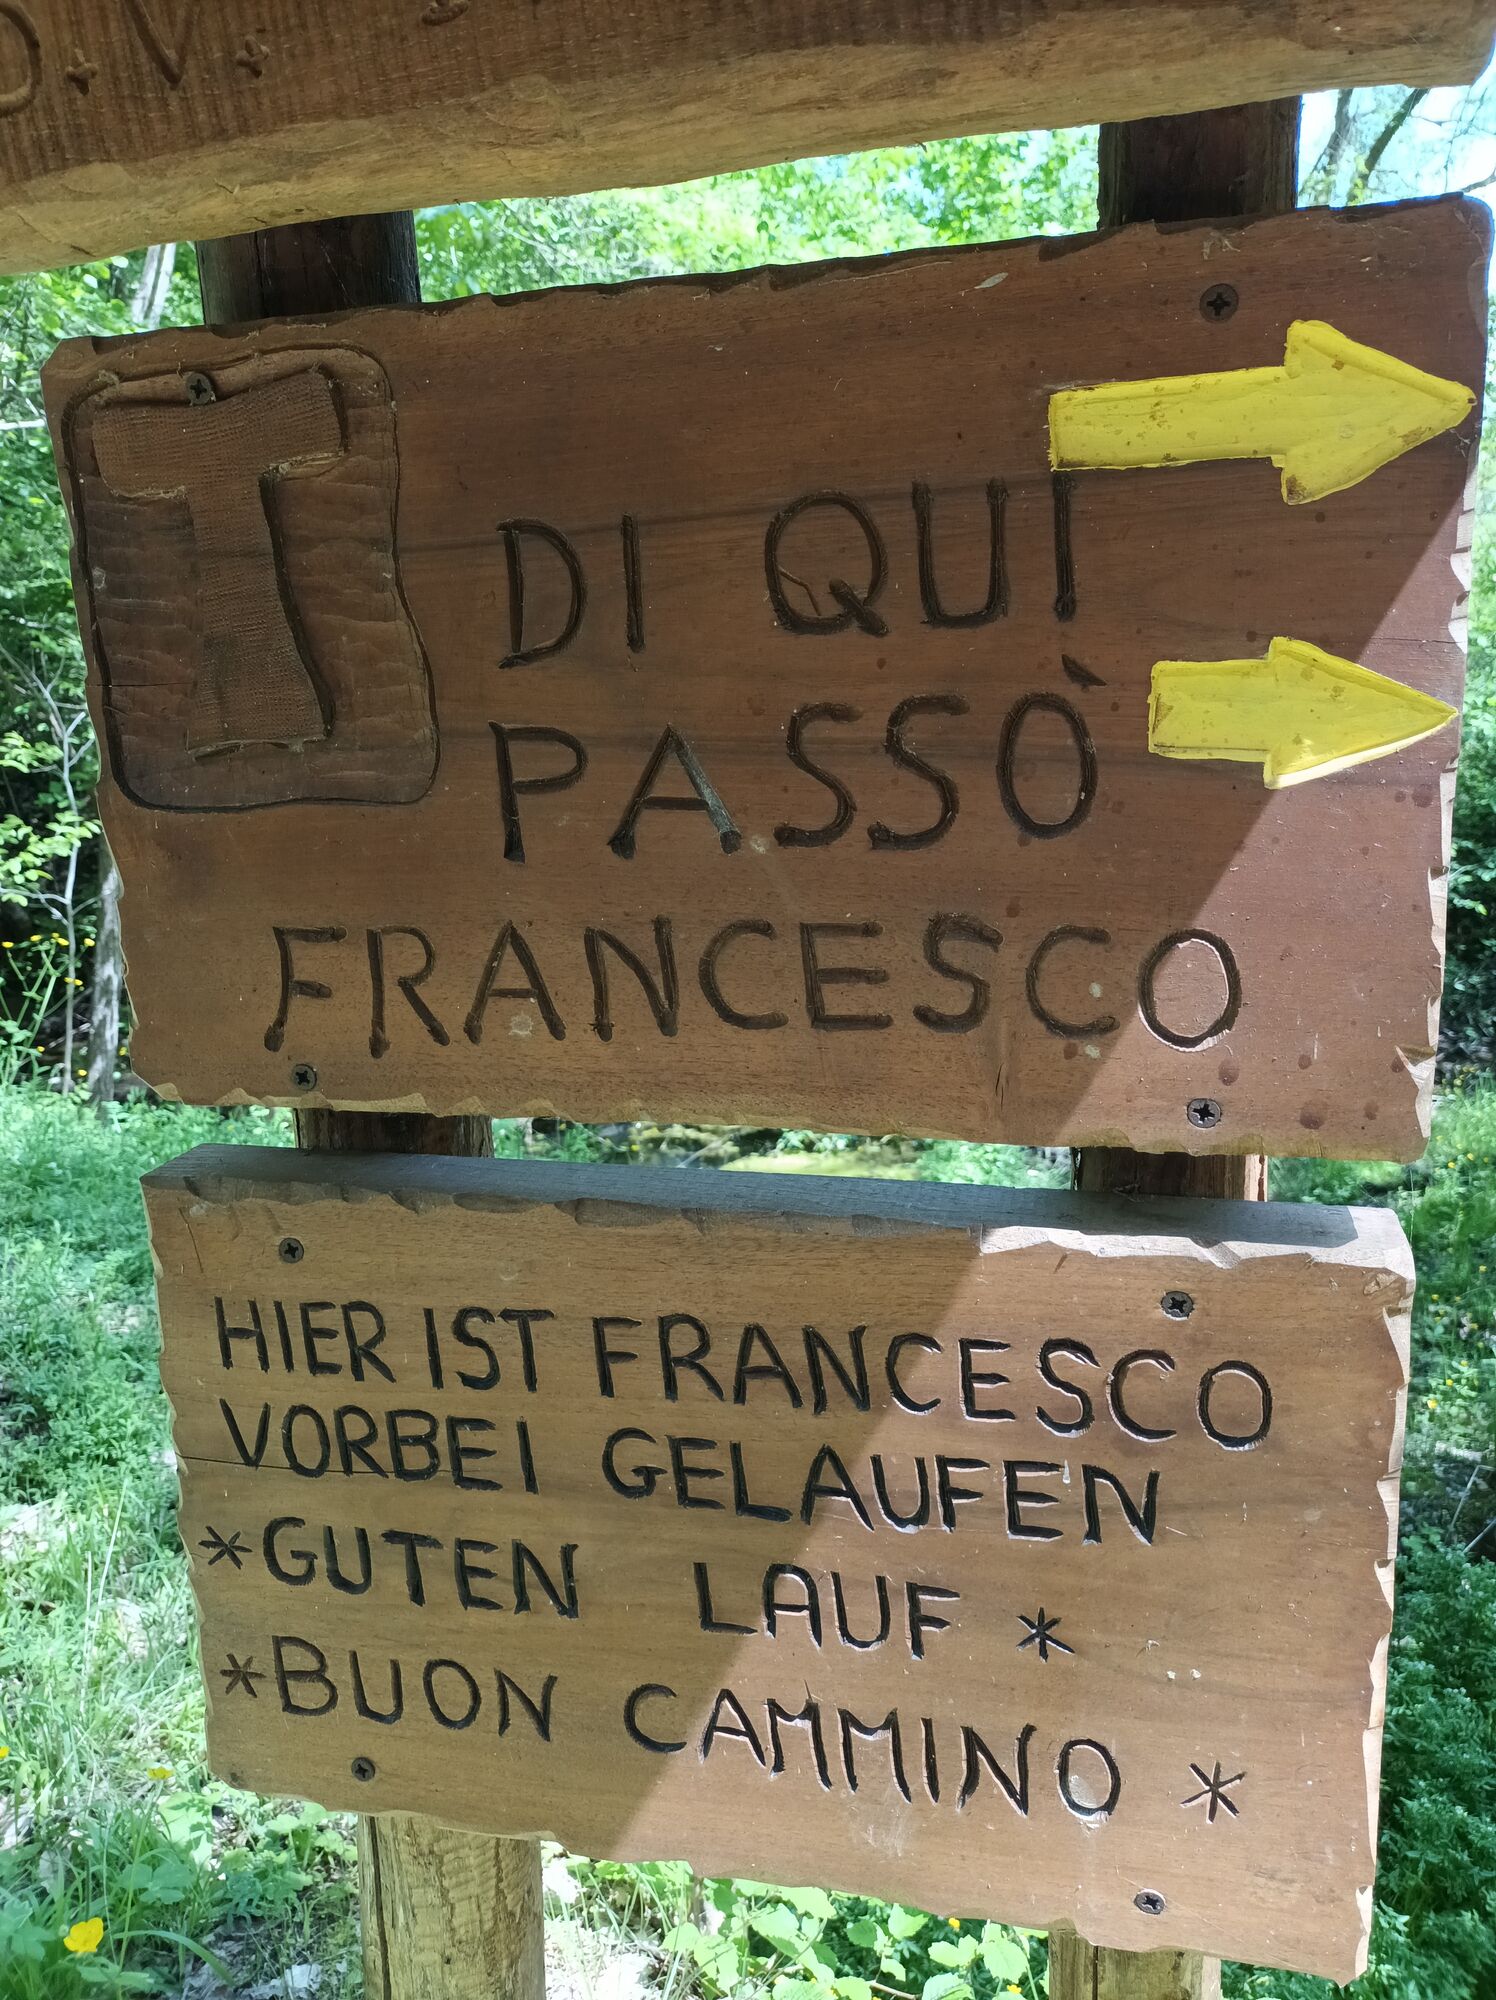 DI QUI
PASSÒ
FRANCESCO
HIER IST FRANCESCO
VORBEI GELAUFEN
*GUTEN LAUF *
*BUON CAMMINO *